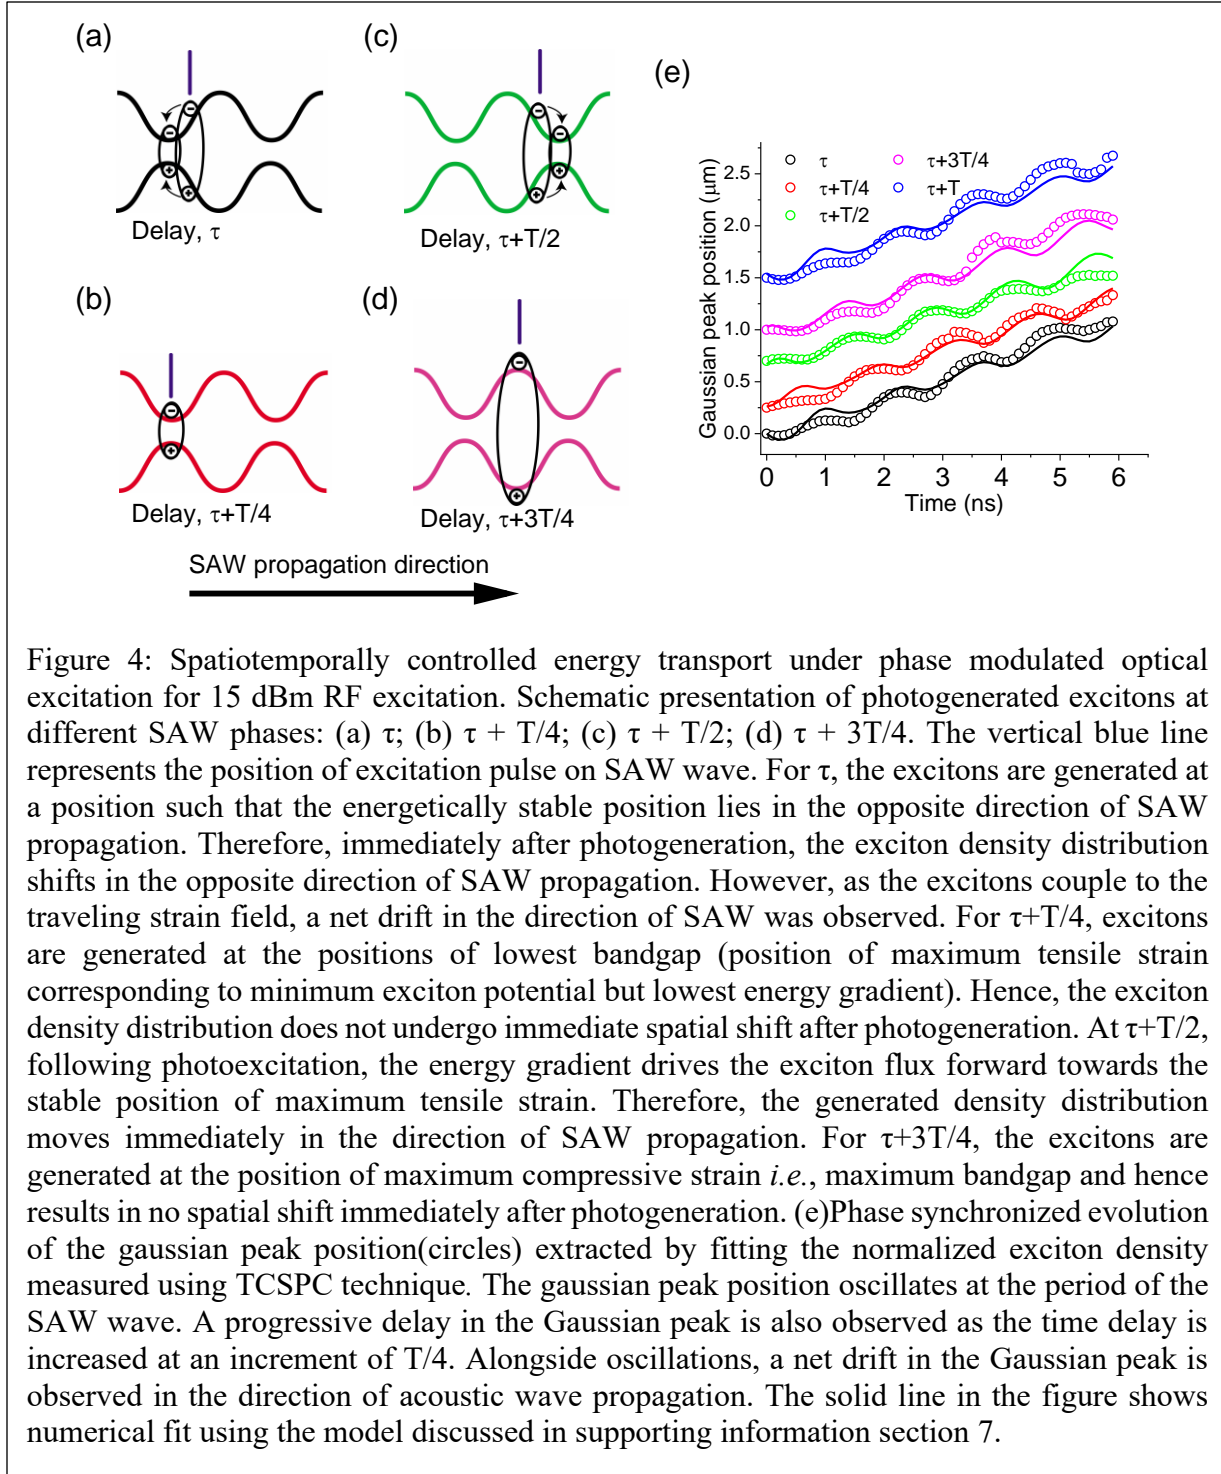 (a)
(c)
(e)
Delay, τ
Delay, τ+T/2
(b)
(d)
Delay, τ+T/4
Delay, τ+3T/4
SAW propagation direction
τ
τ+T/4
τ+T/2
τ+3T/4
τ+T
Gaussian peak position (μm)
2.5
2.0
1.5
1.0
0.5
0.0
0 1 2 3 4 5 6
Time (ns)
Figure 4: Spatiotemporally controlled energy transport under phase modulated optical
excitation for 15 dBm RF excitation. Schematic presentation of photogenerated excitons at
different SAW phases: (a) τ; (b) τ + T/4; (c) τ + T/2; (d) τ + 3T/4. The vertical blue line
represents the position of excitation pulse on SAW wave. For τ, the excitons are generated at
a position such that the energetically stable position lies in the opposite direction of SAW
propagation. Therefore, immediately after photogeneration, the exciton density distribution
shifts in the opposite direction of SAW propagation. However, as the excitons couple to the
traveling strain field, a net drift in the direction of SAW was observed. For τ+T/4, excitons
are generated at the positions of lowest bandgap (position of maximum tensile strain
corresponding to minimum exciton potential but lowest energy gradient). Hence, the exciton
density distribution does not undergo immediate spatial shift after photogeneration. At τ+T/2,
following photoexcitation, the energy gradient drives the exciton flux forward towards the
stable position of maximum tensile strain. Therefore, the generated density distribution
moves immediately in the direction of SAW propagation. For τ+3T/4, the excitons are
generated at the position of maximum compressive strain i.e., maximum bandgap and hence
results in no spatial shift immediately after photogeneration. (e)Phase synchronized evolution
of the gaussian peak position(circles) extracted by fitting the normalized exciton density
measured using TCSPC technique. The gaussian peak position oscillates at the period of the
SAW wave. A progressive delay in the Gaussian peak is also observed as the time delay is
increased at an increment of T/4. Alongside oscillations, a net drift in the Gaussian peak is
observed in the direction of acoustic wave propagation. The solid line in the figure shows
numerical fit using the model discussed in supporting information section 7.